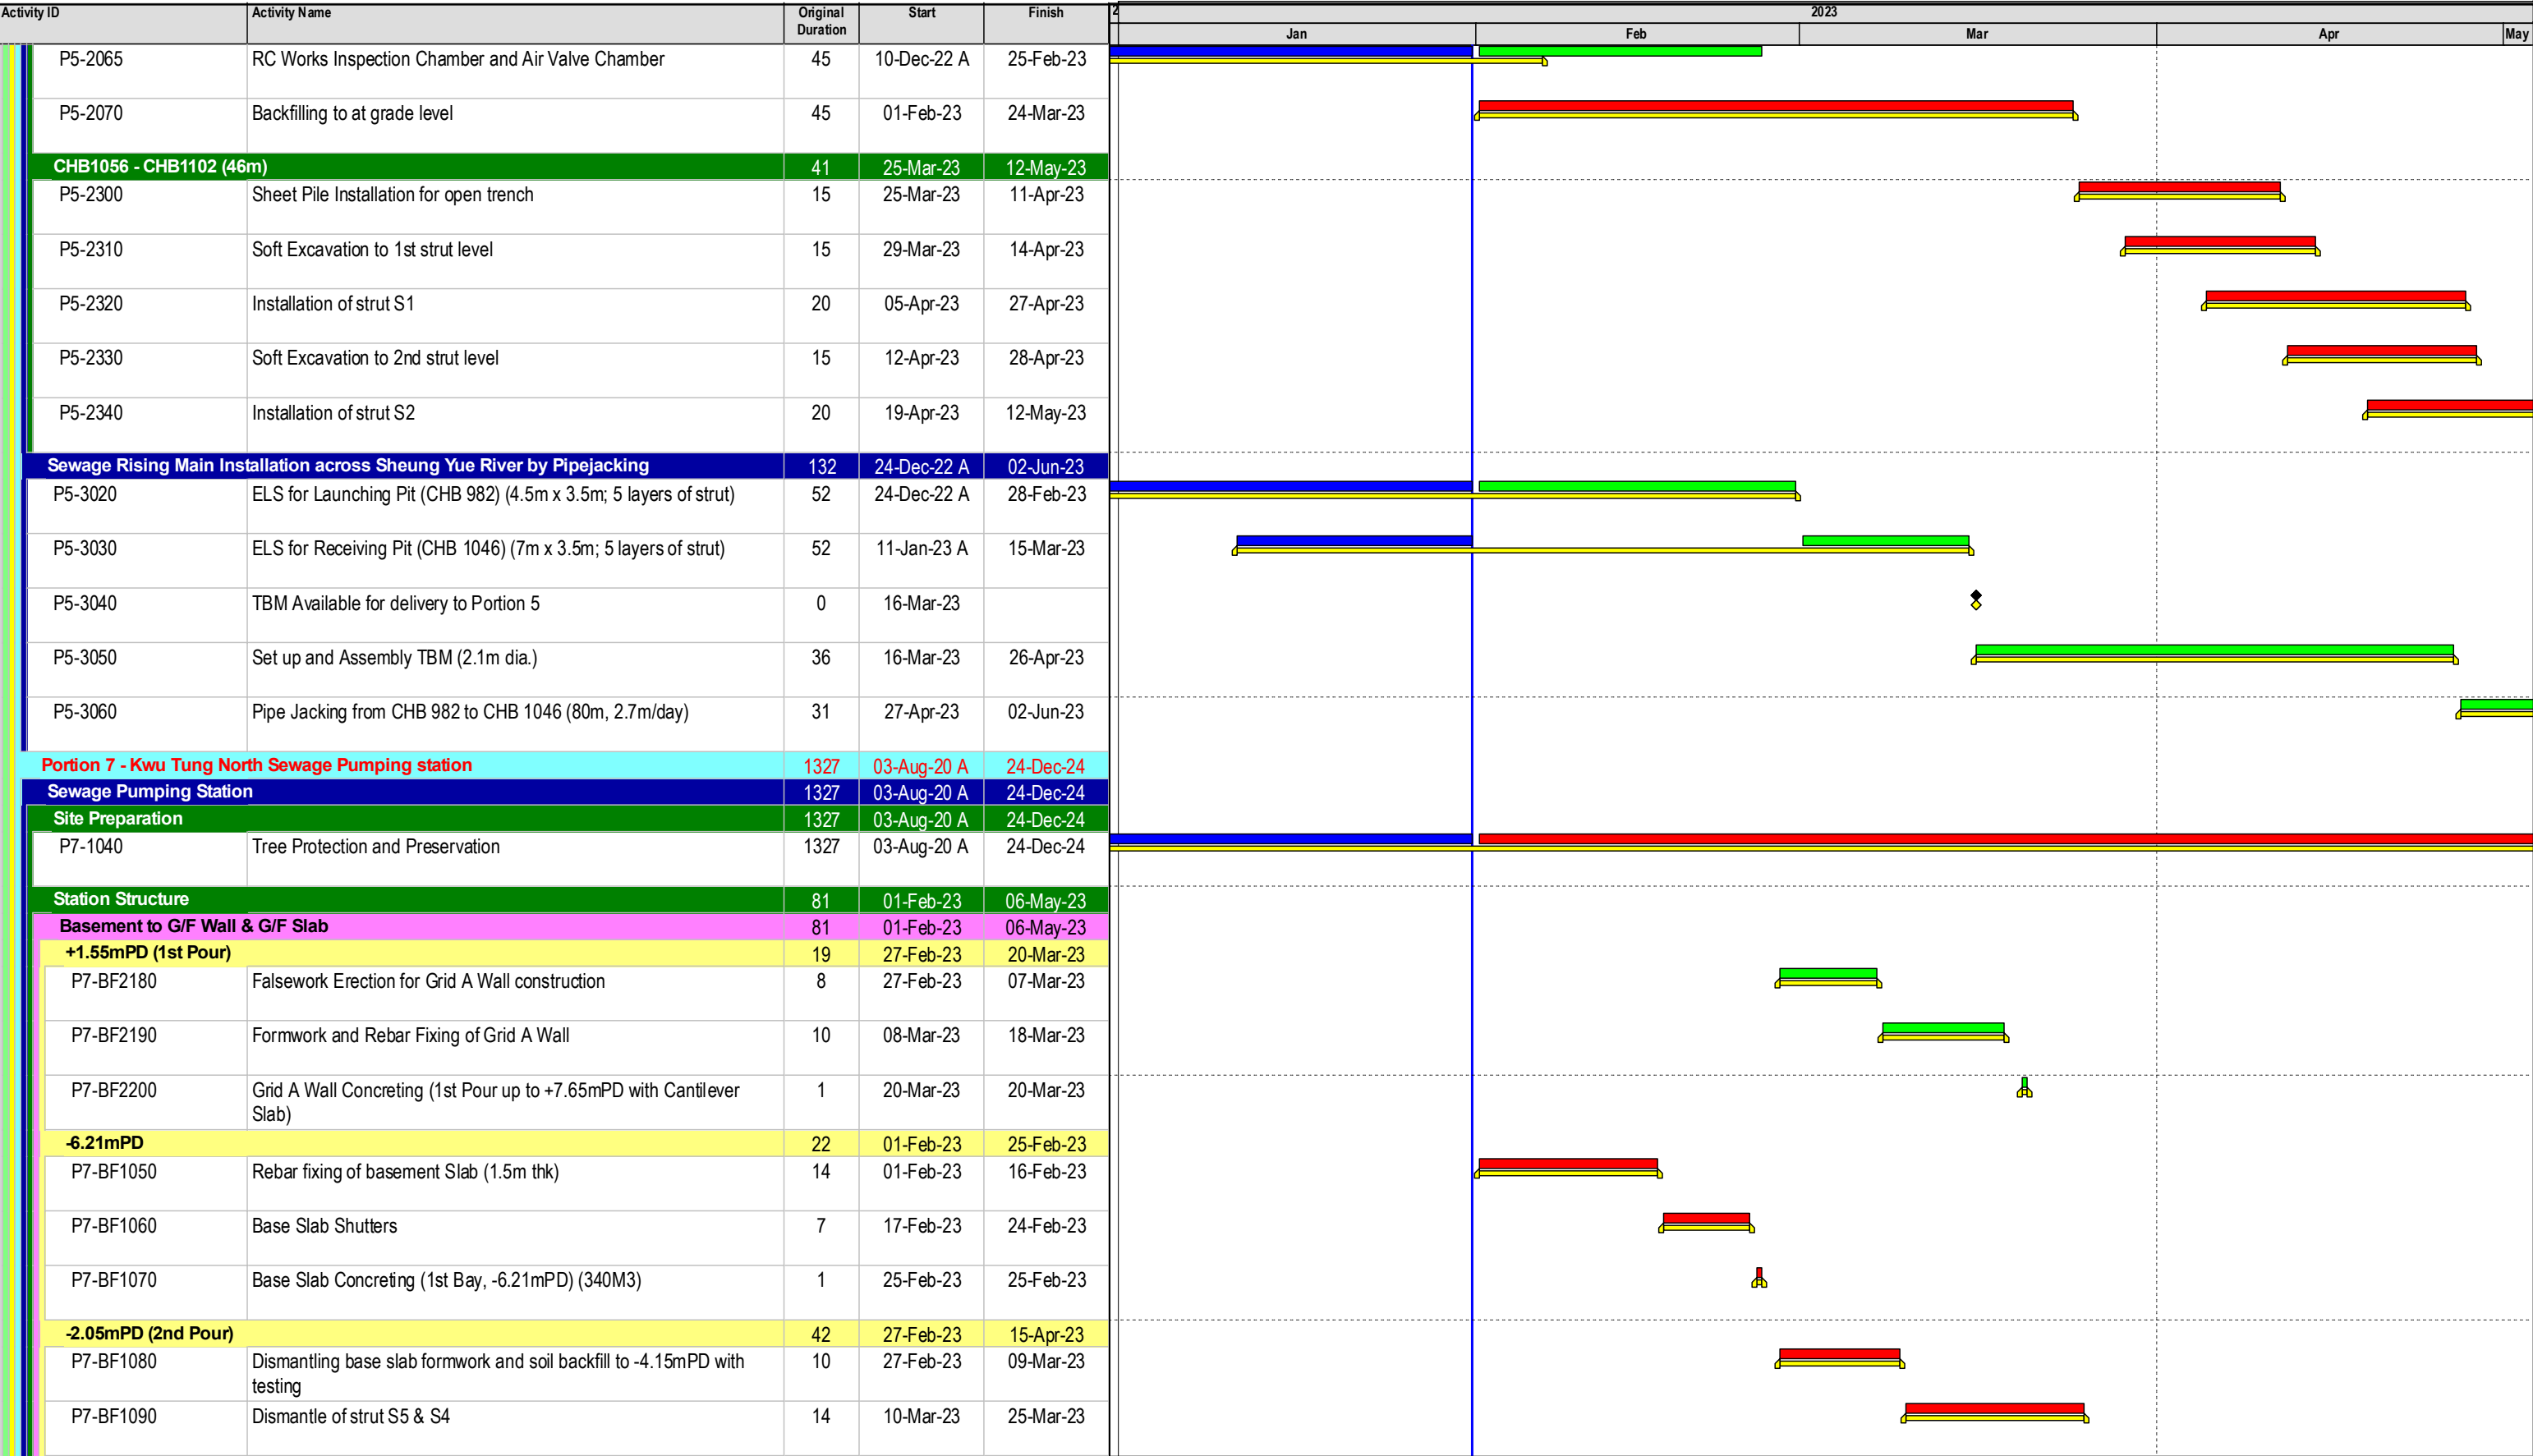 Activity ID Activity Name Original Duration Start Finish 2 2023
Jan Feb Mar Apr May
P5-2065 RC Works Inspection Chamber and Air Valve Chamber 45 10-Dec-22 A 25-Feb-23
P5-2070 Backfilling to at grade level 45 01-Feb-23 24-Mar-23
CHB1056 - CHB1102 (46m) 41 25-Mar-23 12-May-23
P5-2300 Sheet Pile Installation for open trench 15 25-Mar-23 11-Apr-23
P5-2310 Soft Excavation to 1st strut level 15 29-Mar-23 14-Apr-23
P5-2320 Installation of strut S1 20 05-Apr-23 27-Apr-23
P5-2330 Soft Excavation to 2nd strut level 15 12-Apr-23 28-Apr-23
P5-2340 Installation of strut S2 20 19-Apr-23 12-May-23
Sewage Rising Main Installation across Sheung Yue River by Pipejacking 132 24-Dec-22 A 02-Jun-23
P5-3020 ELS for Launching Pit (CHB 982) (4.5m x 3.5m; 5 layers of strut) 52 24-Dec-22 A 28-Feb-23
P5-3030 ELS for Receiving Pit (CHB 1046) (7m x 3.5m; 5 layers of strut) 52 11-Jan-23 A 15-Mar-23
P5-3040 TBM Available for delivery to Portion 5 0 16-Mar-23
P5-3050 Set up and Assembly TBM (2.1m dia.) 36 16-Mar-23 26-Apr-23
P5-3060 Pipe Jacking from CHB 982 to CHB 1046 (80m, 2.7m/day) 31 27-Apr-23 02-Jun-23
Portion 7 - Kwu Tung North Sewage Pumping station 1327 03-Aug-20 A 24-Dec-24
Sewage Pumping Station 1327 03-Aug-20 A 24-Dec-24
Site Preparation 1327 03-Aug-20 A 24-Dec-24
P7-1040 Tree Protection and Preservation 1327 03-Aug-20 A 24-Dec-24
Station Structure 81 01-Feb-23 06-May-23
Basement to G/F Wall & G/F Slab 81 01-Feb-23 06-May-23
+1.55mPD (1st Pour) 19 27-Feb-23 20-Mar-23
P7-BF2180 Falsework Erection for Grid A Wall construction 8 27-Feb-23 07-Mar-23
P7-BF2190 Formwork and Rebar Fixing of Grid A Wall 10 08-Mar-23 18-Mar-23
P7-BF2200 Grid A Wall Concreting (1st Pour up to +7.65mPD with Cantilever Slab) 1 20-Mar-23 20-Mar-23
-6.21mPD 22 01-Feb-23 25-Feb-23
P7-BF1050 Rebar fixing of basement Slab (1.5m thk) 14 01-Feb-23 16-Feb-23
P7-BF1060 Base Slab Shutters 7 17-Feb-23 24-Feb-23
P7-BF1070 Base Slab Concreting (1st Bay, -6.21mPD) (340M3) 1 25-Feb-23 25-Feb-23
-2.05mPD (2nd Pour) 42 27-Feb-23 15-Apr-23
P7-BF1080 Dismantling base slab formwork and soil backfill to -4.15mPD with testing 10 27-Feb-23 09-Mar-23
P7-BF1090 Dismantle of strut S5 & S4 14 10-Mar-23 25-Mar-23